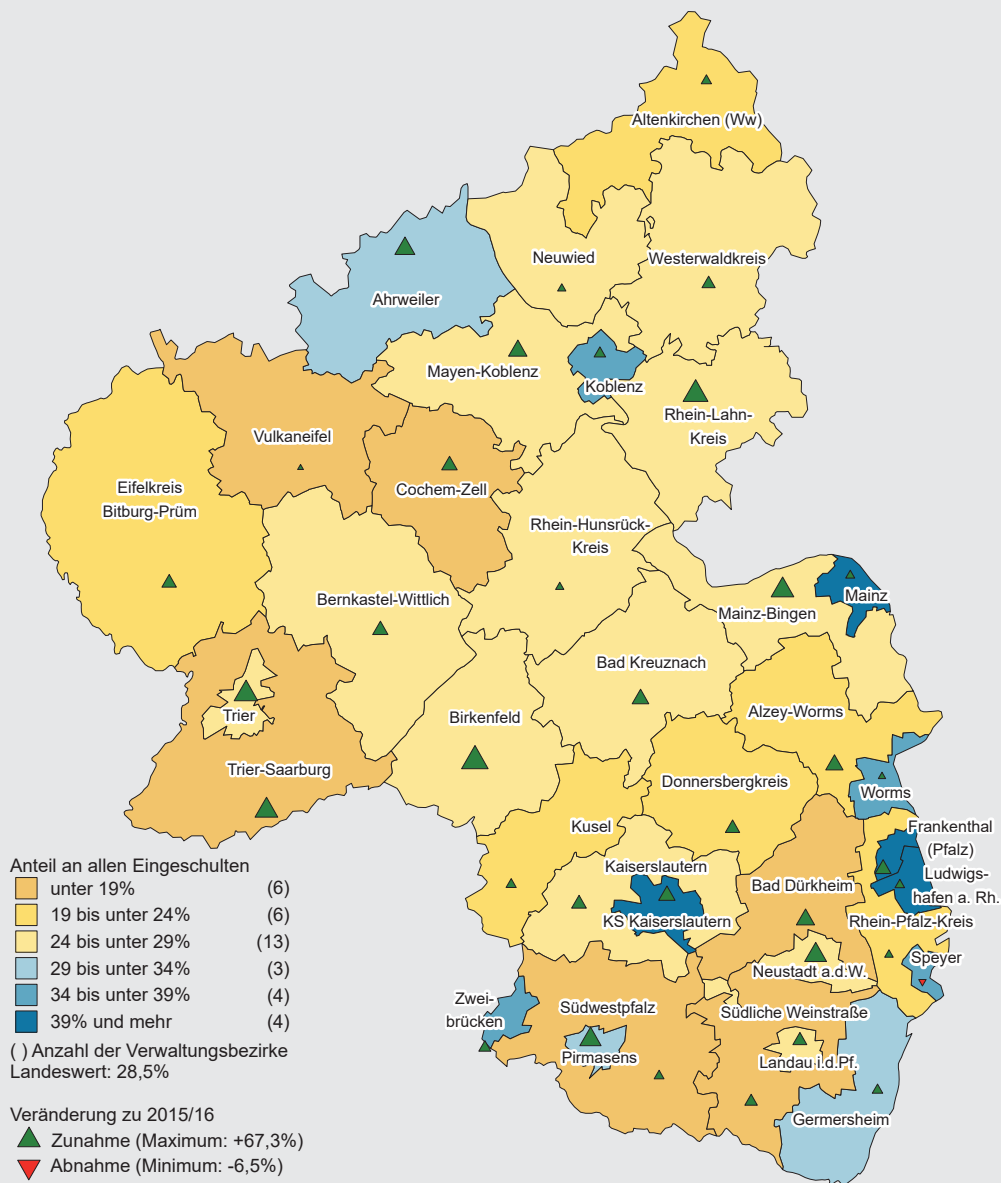 Altenkirchen (Ww)
Neuwied
Westerwaldkreis
Ahrweiler
Mayen-Koblenz
Koblenz
Rhein-Lahn-
Kreis
Vulkaneifel
Cochem-Zell
Eifelkreis
Bitburg-Prüm
Rhein-Hunsrück-
Kreis
Bernkastel-Wittlich
Mainz-Bingen
Mainz
Bad Kreuznach
Trier
Birkenfeld
Alzey-Worms
Trier-Saarburg
Donnersbergkreis
Worms
Kusel
Frankenthal
(Pfalz)
Ludwigs-
hafen a. Rh.
Kaiserslautern
Bad Dürkheim
KS Kaiserslautern
Rhein-Pfalz-Kreis
Speyer
Neustadt a.d.W.
Zwei-
brücken
Südwestpfalz
Südliche Weinstraße
Pirmasens
Landau i.d.Pf.
Germersheim
Anteil an allen Eingeschulten
unter 19% (6)
19 bis unter 24% (6)
24 bis unter 29% (13)
29 bis unter 34% (3)
34 bis unter 39% (4)
39% und mehr (4)
( ) Anzahl der Verwaltungsbezirke
Landeswert: 28,5%
Veränderung zu 2015/16
Zunahme (Maximum: +67,3%)
Abnahme (Minimum: -6,5%)